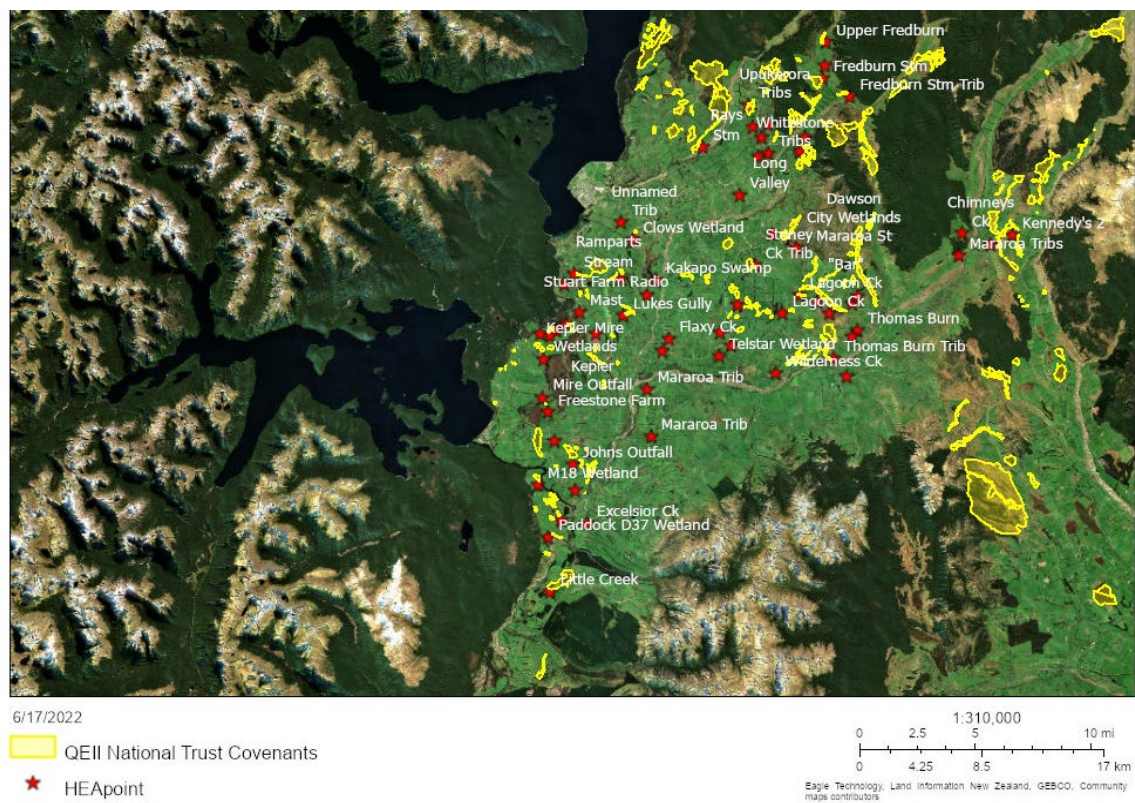 Upper Fredburn
Fredburn Stm
Upukerora
Tribs
Fredburn Stm Trib
Rays
Stm
Whitestone
Tribs
Long
Valley
Unnamed
Trib
Dawson
City Wetlands
Chimneys
Ck
Clows Wetland
Kennedy's 2
Ramparts
Stream
Stoney
Ck Trib
Mararoa St
Mararoa Tribs
Kakapo Swamp
"Bar"
Lagoon Ck
Stuart Farm Radio
Mast
Lukes Gully
Lagoon Ck
Kepler Mire
Wetlands
Flaxy Ck
Thomas Burn
Telstar Wetland
Thomas Burn Trib
Kepler
Mire Outfall
Wilderness Ck
Mararoa Trib
Freestone Farm
Mararoa Trib
Johns Outfall
M18 Wetland
Excelsior Ck
Paddock D37 Wetland
Little Creek
6/17/2022
1:310,000
QEII National Trust Covenants
HEApoint
0 2.5 5 10 mi
0 4.25 8.5 17 km
Eagle Technology, Land Information New Zealand, GEBCO, Community
maps contributors